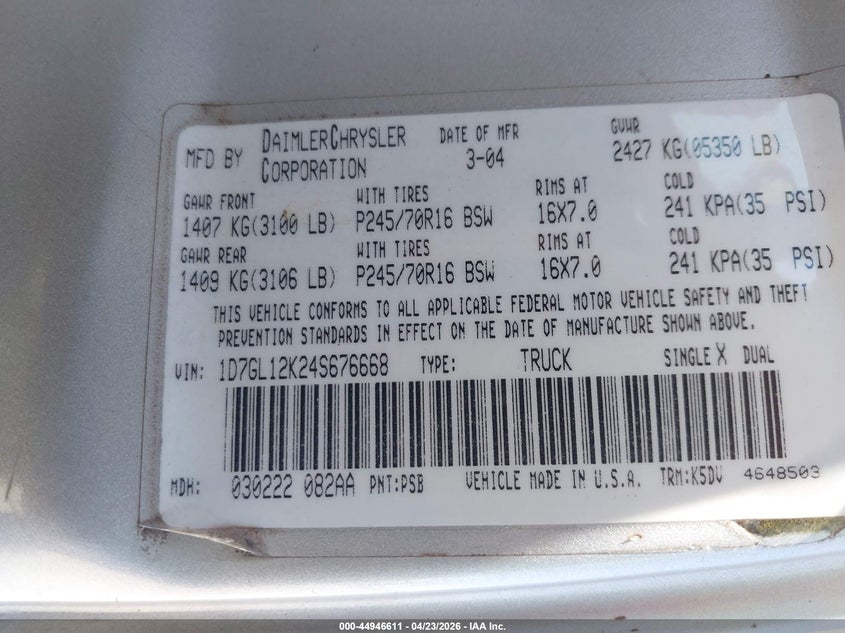 MFD BY DAIMLERCHRYSLER CORPORATION DATE OF MFR 3-04 GVWR 2427 KG(05350 LB)
GAWR FRONT WITH TIRES RIMS AT COLD
1407 KG(3100 LB) P245/70R16 BSW 16X7.0 241 KPA(35 PSI)
GAWR REAR WITH TIRES RIMS AT COLD
1409 KG(3106 LB) P245/70R16 BSW 16X7.0 241 KPA(35 PSI)
THIS VEHICLE CONFORMS TO ALL APPLICABLE FEDERAL MOTOR VEHICLE SAFETY AND THEFT
PREVENTION STANDARDS IN EFFECT ON THE DATE OF MANUFACTURE SHOWN ABOVE.
VIN: 1D7GL12K24S676668 TYPE: TRUCK SINGLE X DUAL
MDH: 030222 082AA PNT:PSB VEHICLE MADE IN U.S.A. TRM:K5DV 4648503
000-44946611 - 04/23/2026 - IAA Inc.